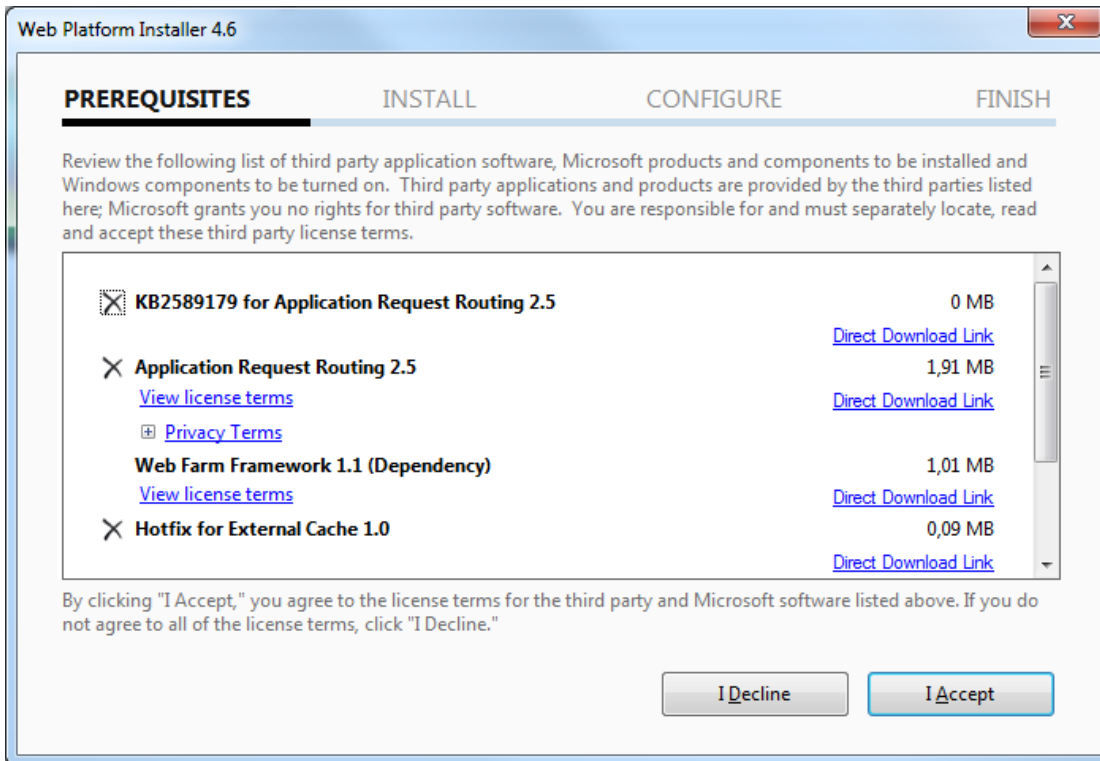 Web Platform Installer 4.6
PREREQUISITES INSTALL CONFIGURE FINISH
Review the following list of third party application software, Microsoft products and components to be installed and
Windows components to be turned on.  Third party applications and products are provided by the third parties listed
here; Microsoft grants you no rights for third party software.  You are responsible for and must separately locate, read
and accept these third party license terms.
KB2589179 for Application Request Routing 2.5 0 MB
Direct Download Link
Application Request Routing 2.5 1,91 MB
View license terms Direct Download Link
Privacy Terms
Web Farm Framework 1.1 (Dependency) 1,01 MB
View license terms Direct Download Link
Hotfix for External Cache 1.0 0,09 MB
Direct Download Link
By clicking "I Accept," you agree to the license terms for the third party and Microsoft software listed above. If you do
not agree to all of the license terms, click "I Decline."
I Decline I Accept